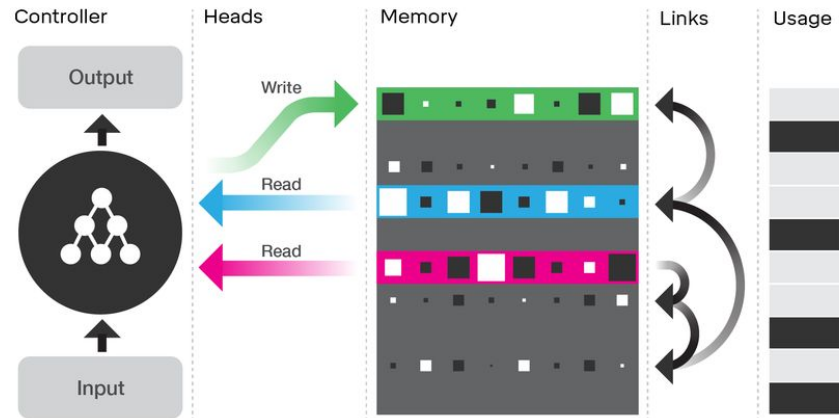 Controller
Heads
Memory
Links
Usage
Output
Write
Read
Read
Input